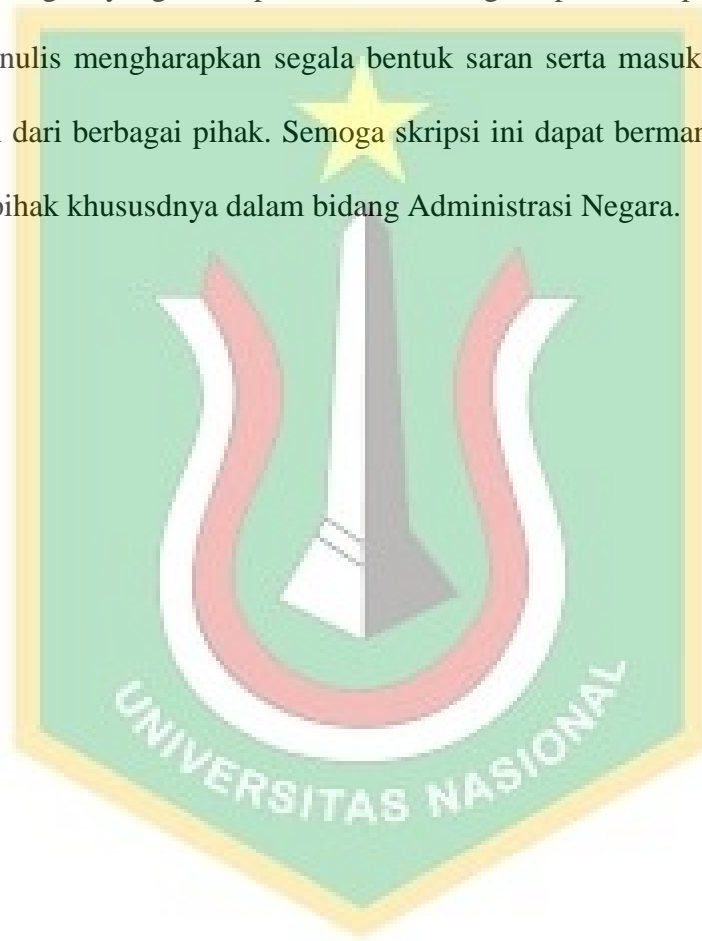 nulis mengharapkan segala bentuk saran serta masuk
dari berbagai pihak. Semoga skripsi ini dapat bermar
pihak khususdnya dalam bidang Administrasi Negara.
UNIVERSITAS NASIONAL